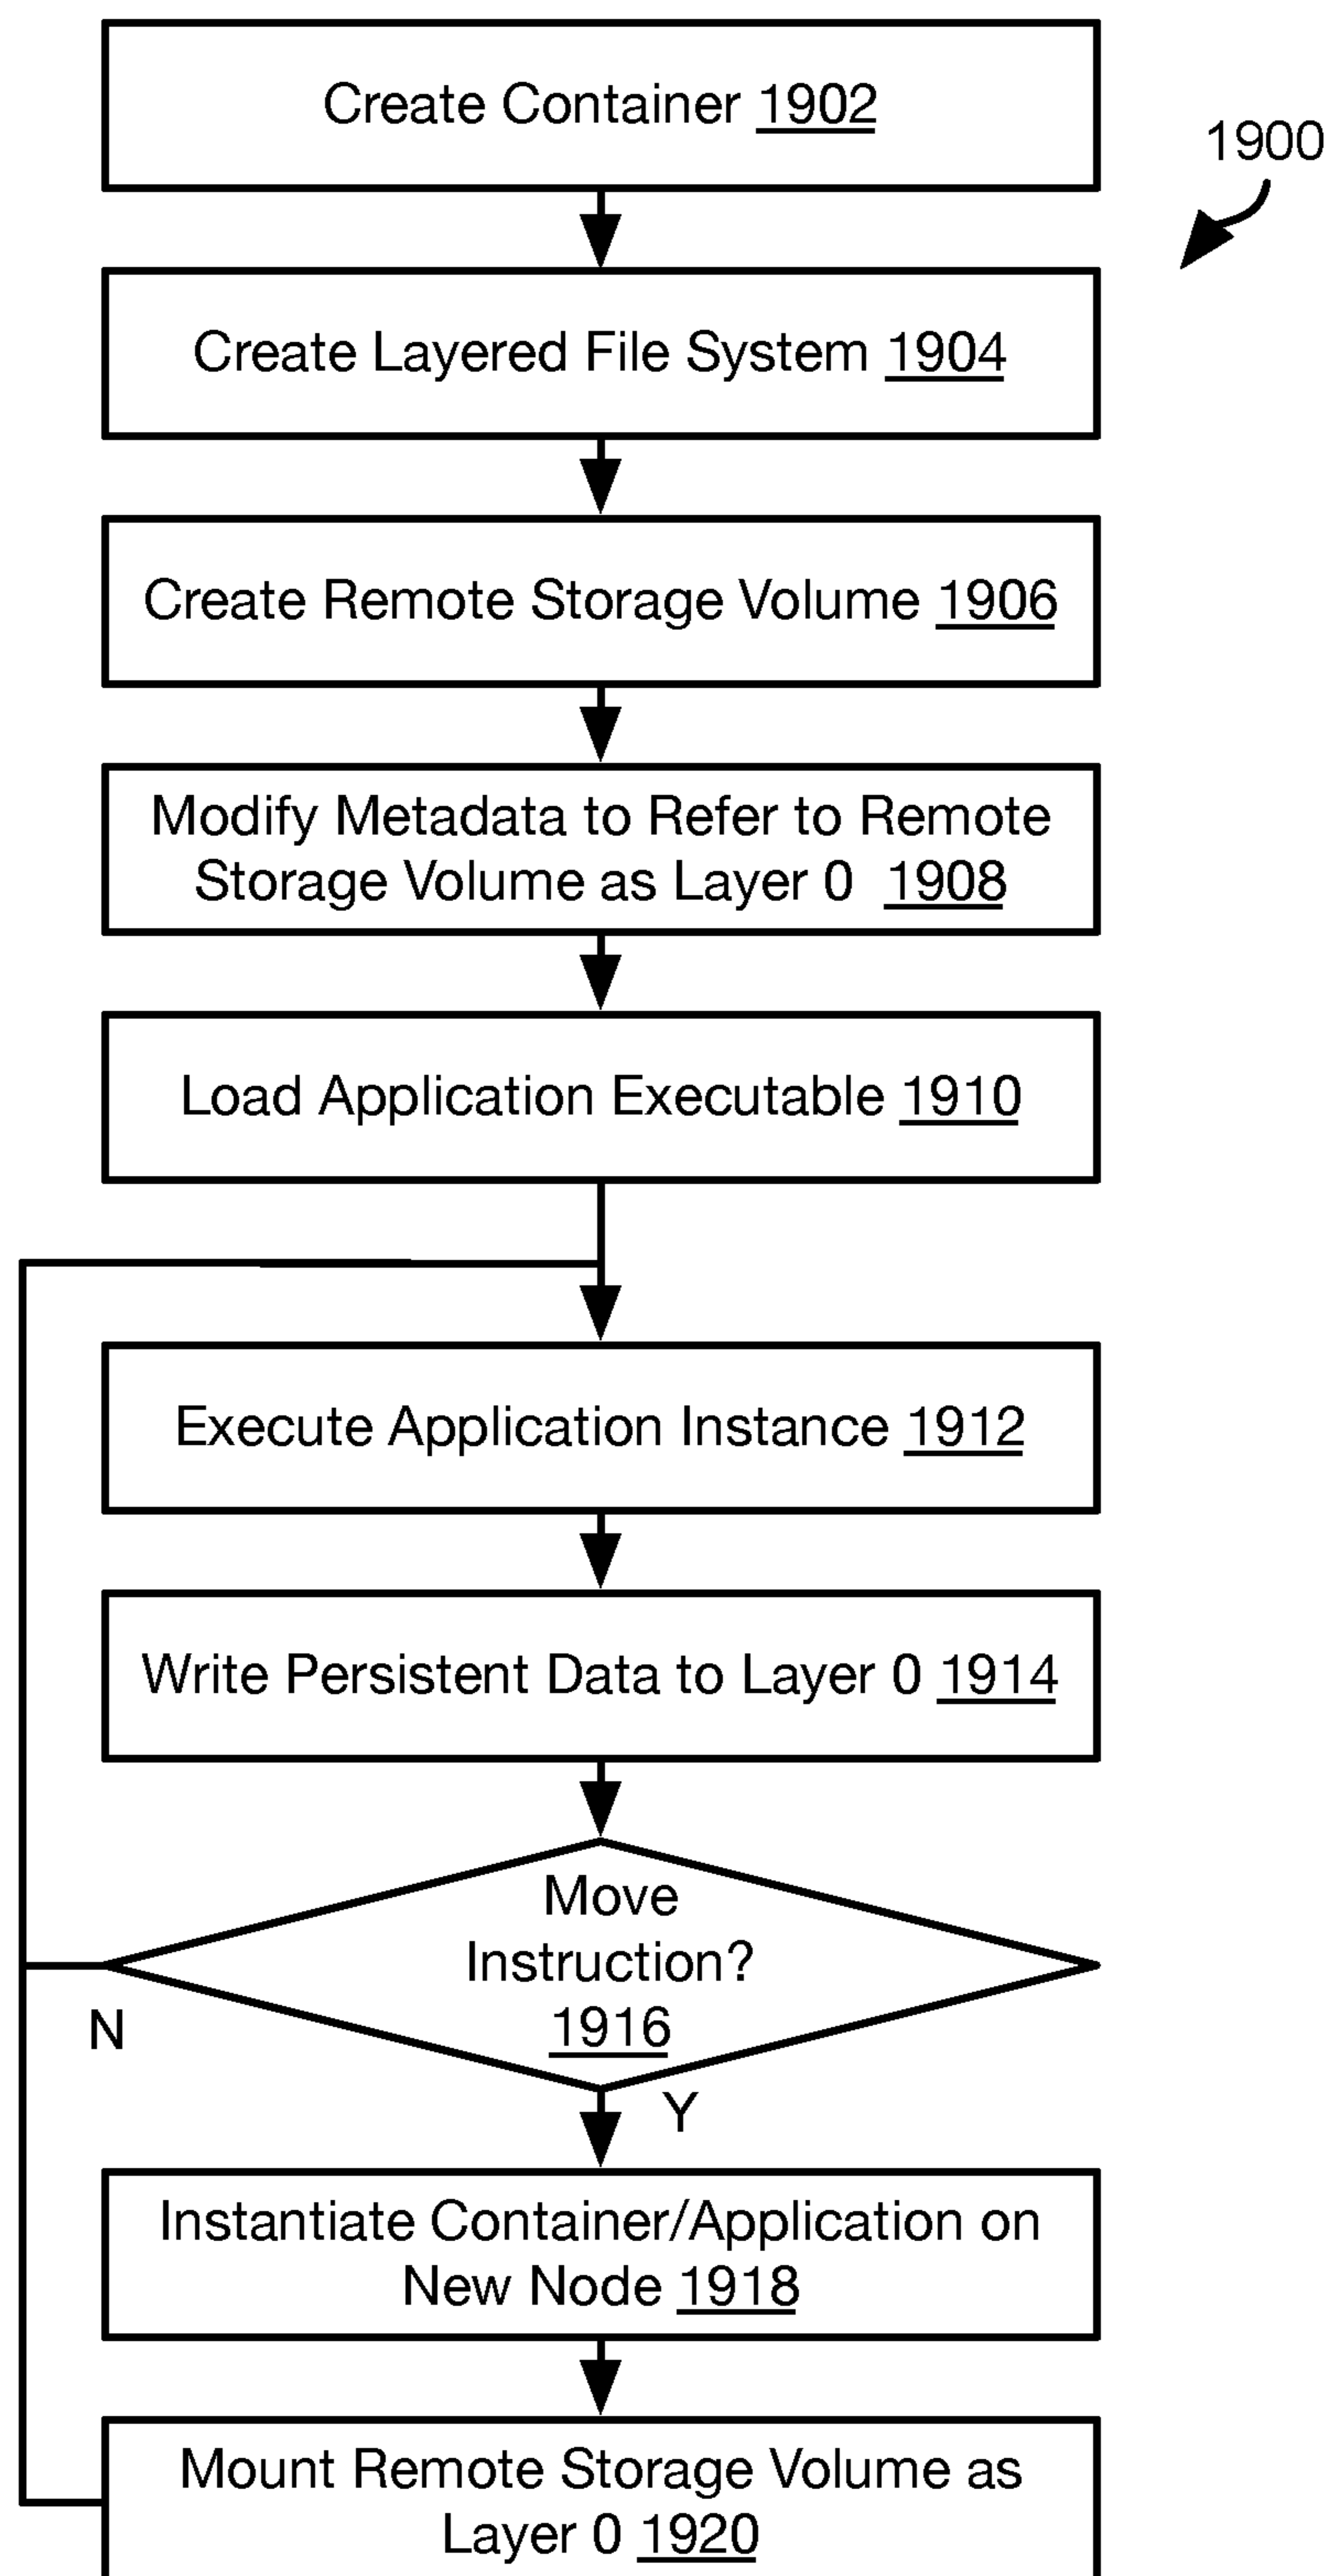 Create Container 1902
1900
Create Layered File System 1904
Create Remote Storage Volume 1906
Modify Metadata to Refer to Remote
Storage Volume as Layer 0 1908
Load Application Executable 1910
Execute Application Instance 1912
Write Persistent Data to Layer 0 1914
Move
Instruction?
1916
N
Y
Instantiate Container/Application on
New Node 1918
Mount Remote Storage Volume as
Layer 0 1920